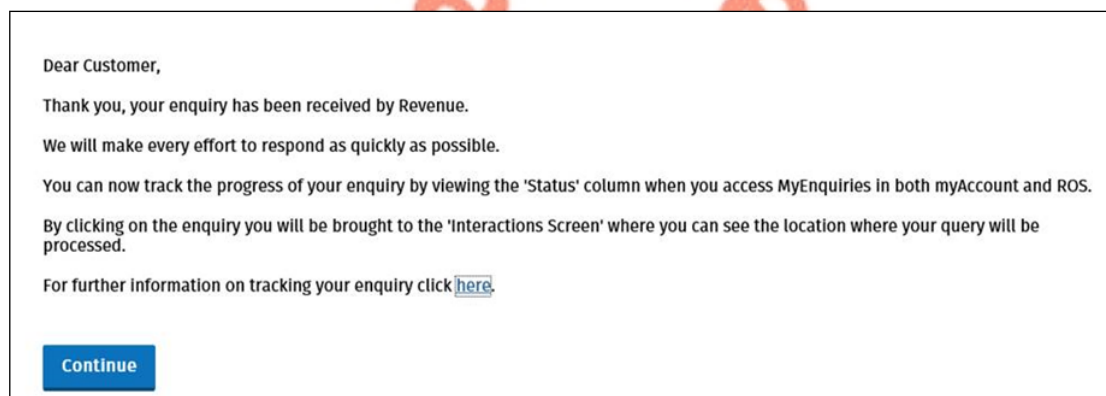 Dear Customer,
Thank you, your enquiry has been received by Revenue.
We will make every effort to respond as quickly as possible.
You can now track the progress of your enquiry by viewing the 'Status' column when you access MyEnquiries in both myAccount and ROS.
By clicking on the enquiry you will be brought to the 'Interactions Screen' where you can see the location where your query will be
processed.
For further information on tracking your enquiry click here.
Continue